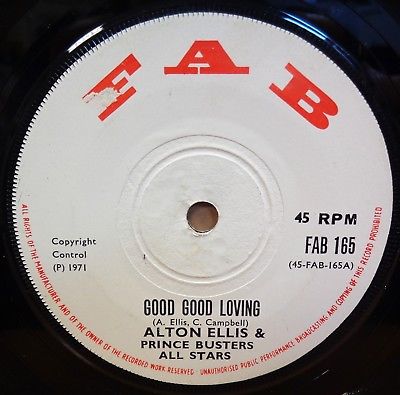 FAB
45 RPM
Copyright
Control
(P) 1971
FAB 165
(45-FAB-165A)
GOOD GOOD LOVING
(A. Ellis, C. Campbell)
ALTON ELLIS &
PRINCE BUSTERS
ALL STARS
ALL RIGHTS OF THE MANUFACTURER AND OF THE OWNER OF THE RECORDED WORK RESERVED · UNAUTHORISED PUBLIC PERFORMANCE, BROADCASTING AND COPYING OF THIS RECORD PROHIBITED